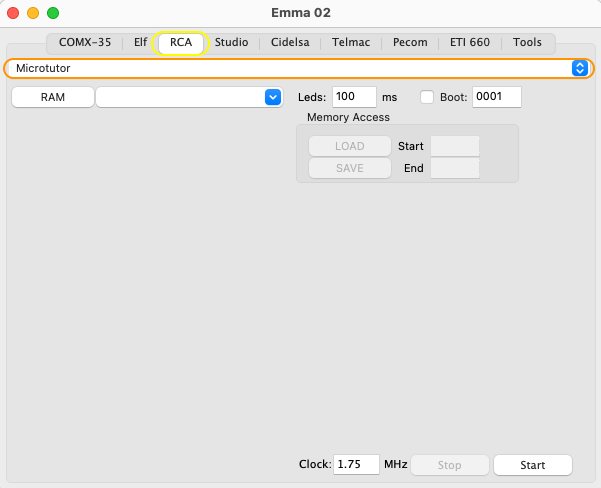 Emma 02
COMX-35 Elf RCA Studio Cidelsa Telmac Pecom ETI 660 Tools
Microtutor
RAM Leds: 100 ms Boot: 0001
Memory Access
LOAD Start
SAVE End
Clock: 1.75 MHz Stop Start